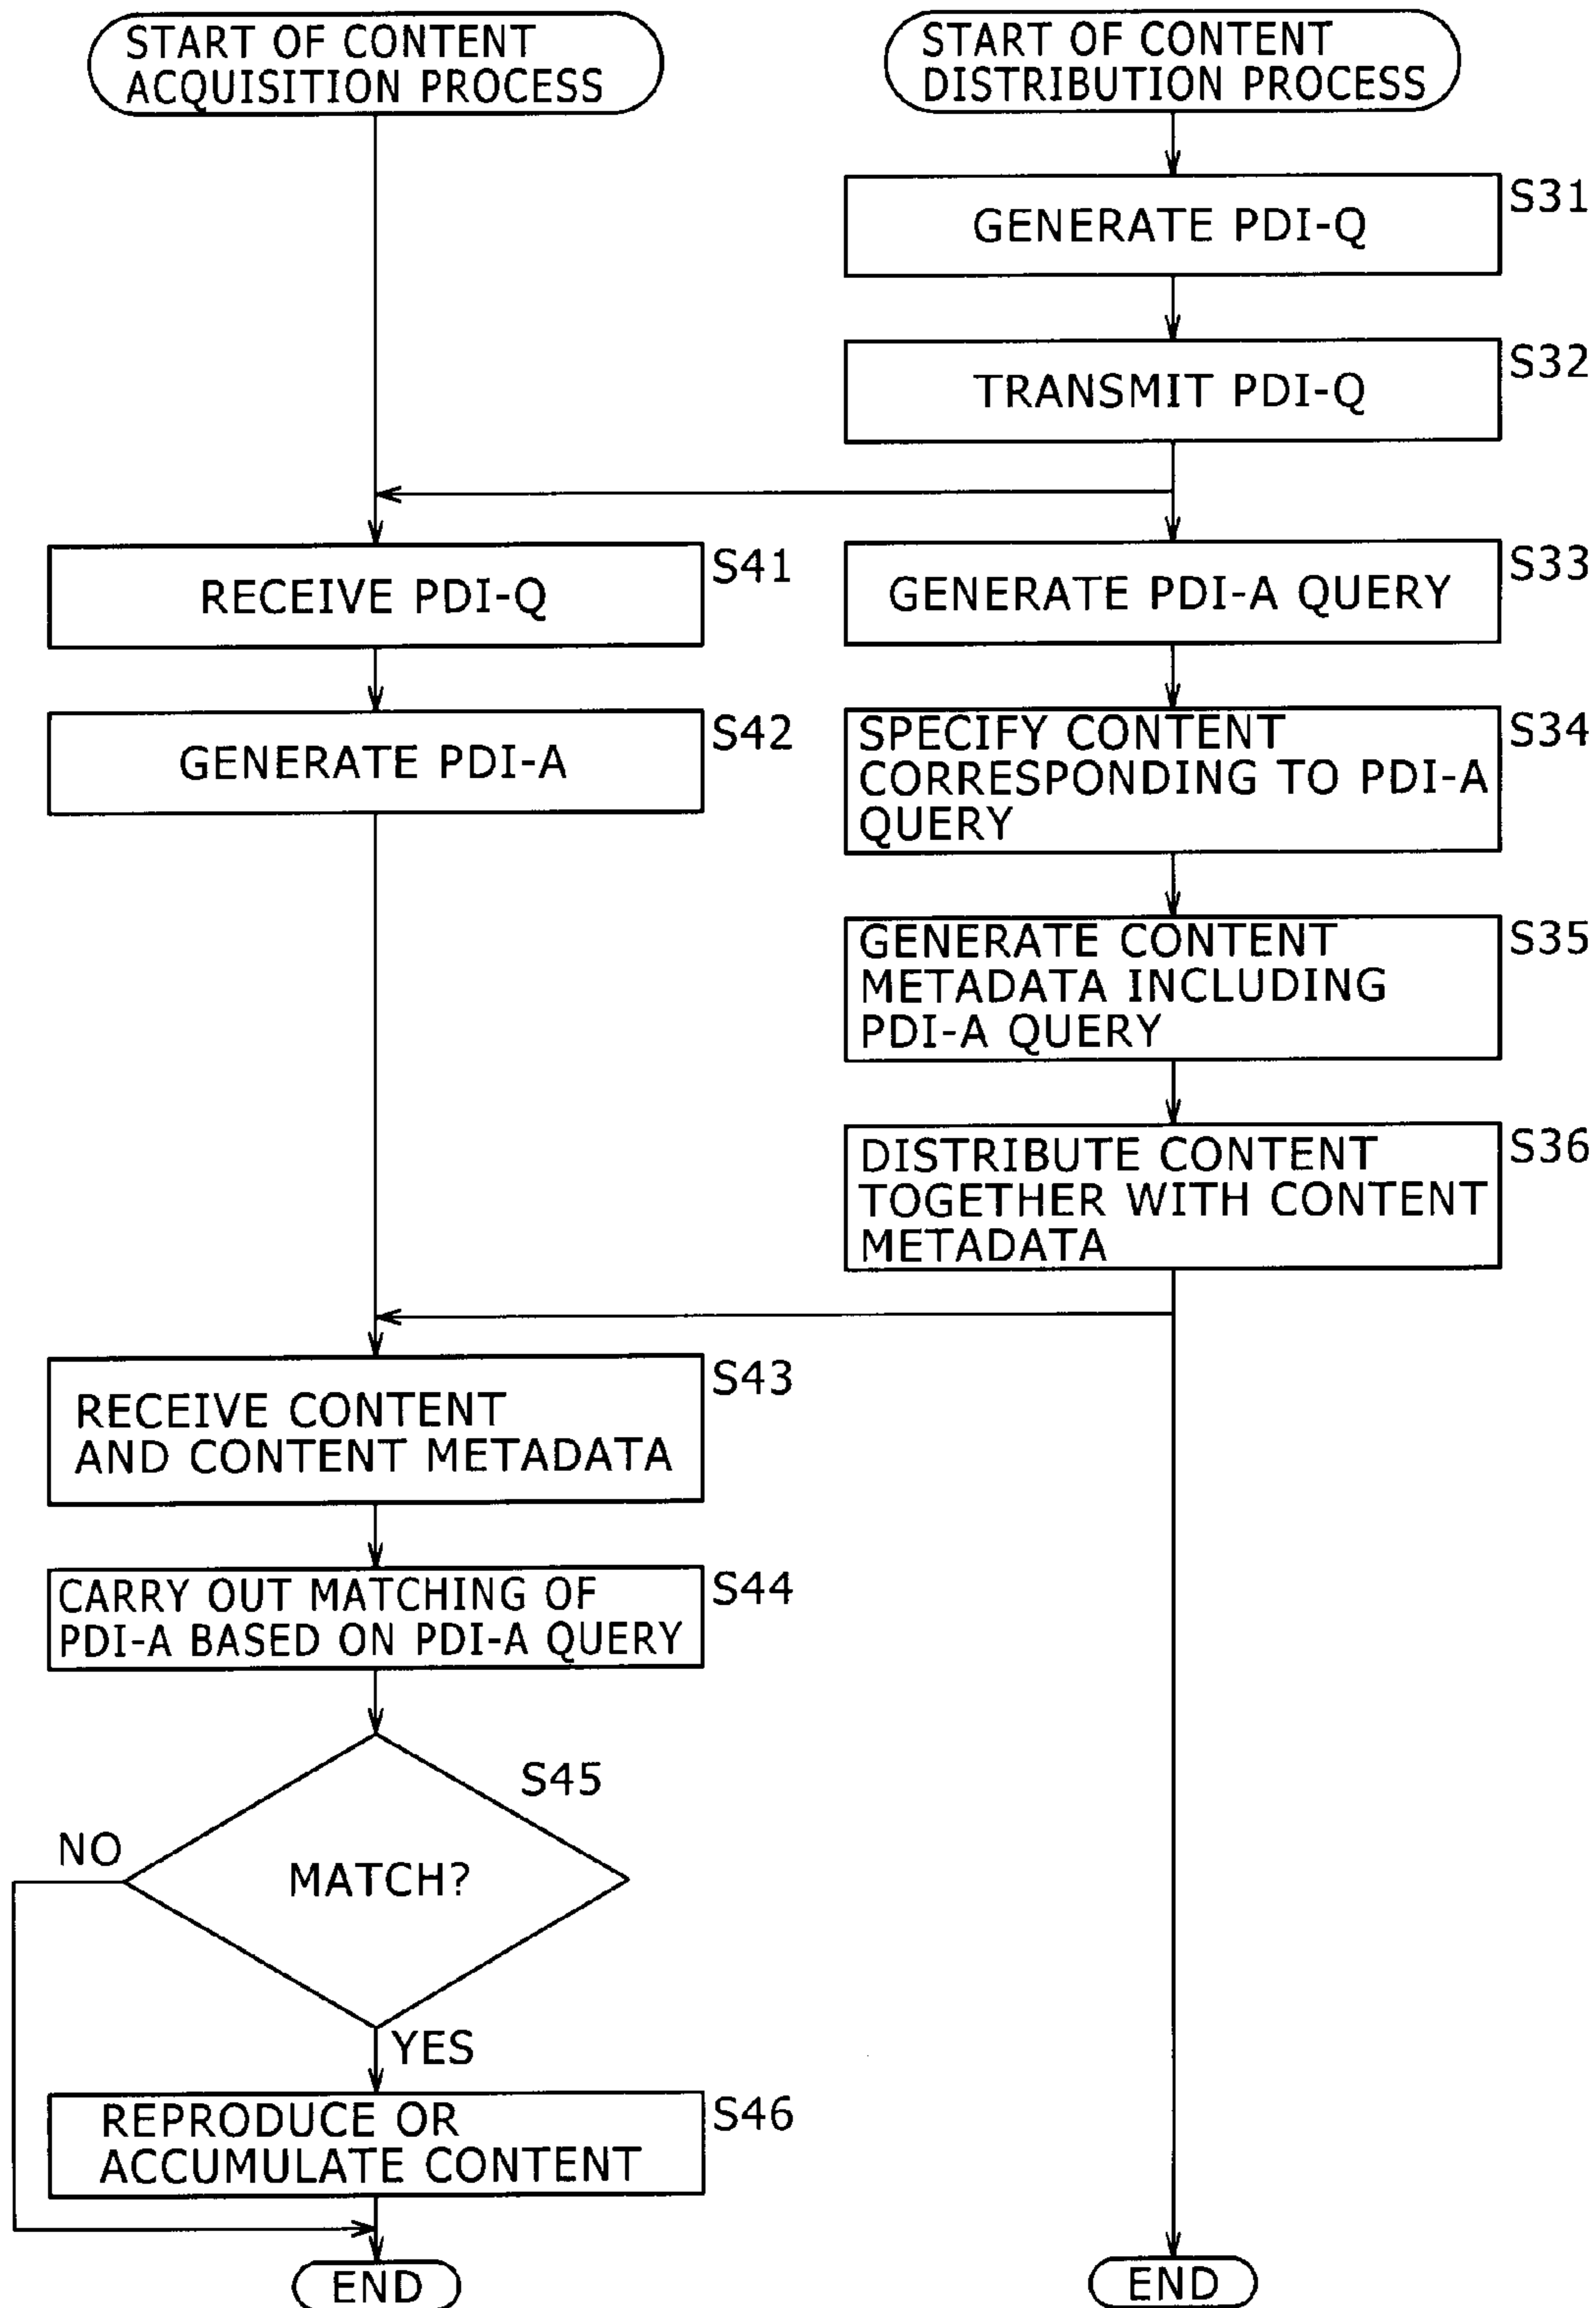 START OF CONTENT
ACQUISITION PROCESS
START OF CONTENT
DISTRIBUTION PROCESS
S31
GENERATE PDI-Q
S32
TRANSMIT PDI-Q
S41
RECEIVE PDI-Q
S33
GENERATE PDI-A QUERY
S42
GENERATE PDI-A
S34
SPECIFY CONTENT
CORRESPONDING TO PDI-A
QUERY
S35
GENERATE CONTENT
METADATA INCLUDING
PDI-A QUERY
S36
DISTRIBUTE CONTENT
TOGETHER WITH CONTENT
METADATA
S43
RECEIVE CONTENT
AND CONTENT METADATA
S44
CARRY OUT MATCHING OF
PDI-A BASED ON PDI-A QUERY
S45
NO
MATCH?
YES
S46
REPRODUCE OR
ACCUMULATE CONTENT
END
END